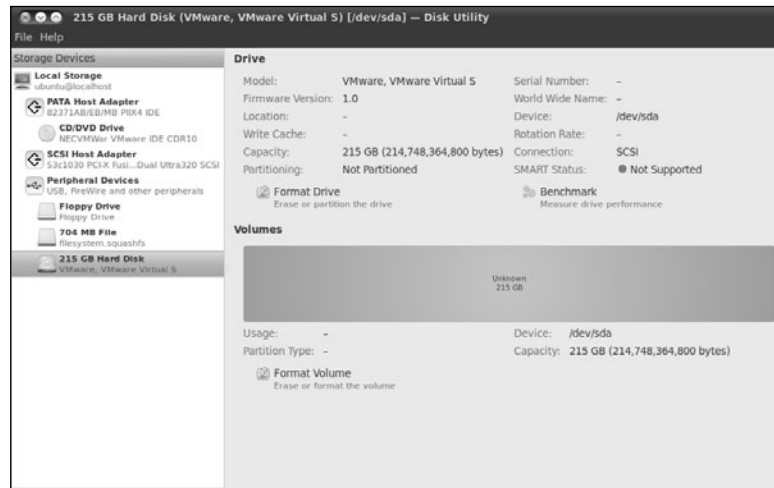 215 GB Hard Disk (VMware, VMware Virtual S) [/dev/sda] — Disk Utility
File Help
Storage Devices
Local Storage
ubuntu@localhost
PATA Host Adapter
82371AB/EB/MB PIIX4 IDE
CD/DVD Drive
NECVMWar VMware IDE CDR10
SCSI Host Adapter
53c1030 PCI-X Fusi...Dual Ultra320 SCSI
Peripheral Devices
USB, FireWire and other peripherals
Floppy Drive
Floppy Drive
704 MB File
filesystem.squashfs
215 GB Hard Disk
VMware, VMware Virtual S
Drive
Model: VMware, VMware Virtual S Serial Number: –
Firmware Version: 1.0 World Wide Name: –
Location: – Device: /dev/sda
Write Cache: – Rotation Rate: –
Capacity: 215 GB (214,748,364,800 bytes) Connection: SCSI
Partitioning: Not Partitioned SMART Status: Not Supported
Format Drive Benchmark
Erase or partition the drive Measure drive performance
Volumes
Unknown
215 GB
Usage: – Device: /dev/sda
Partition Type: – Capacity: 215 GB (214,748,364,800 bytes)
Format Volume
Erase or format the volume